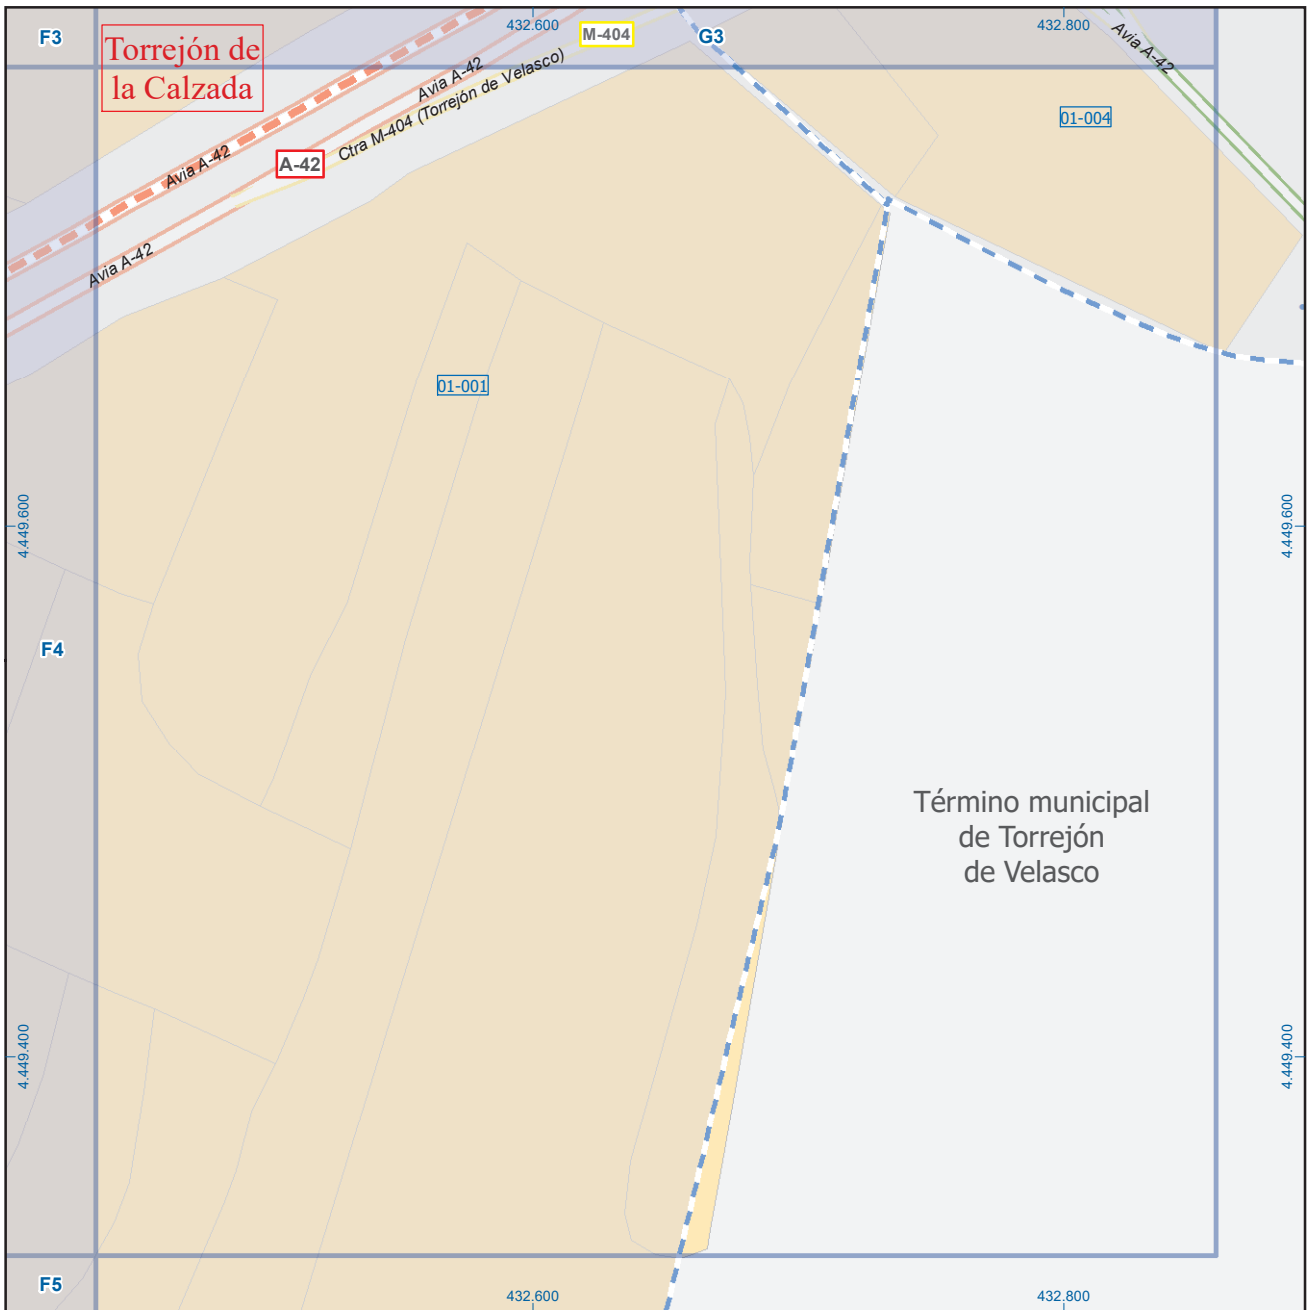 F3
Torrejón de
la Calzada
432.600
M-404
G3
432.800
Avia A-42
Avia A-42
Ctra M-404 (Torrejón de Velasco)
01-004
Avia A-42
A-42
Avia A-42
01-001
4.449.600
4.449.600
F4
Término municipal
de Torrejón
de Velasco
4.449.400
4.449.400
F5
432.600
432.800